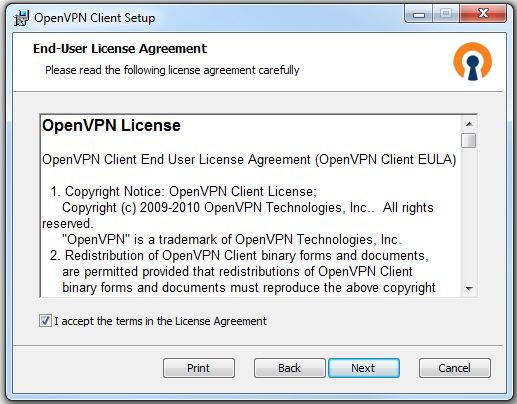 OpenVPN Client Setup
End-User License Agreement
Please read the following license agreement carefully
OpenVPN License
OpenVPN Client End User License Agreement (OpenVPN Client EULA)
1. Copyright Notice: OpenVPN Client License;
Copyright (c) 2009-2010 OpenVPN Technologies, Inc.. All rights
reserved.
"OpenVPN" is a trademark of OpenVPN Technologies, Inc.
2. Redistribution of OpenVPN Client binary forms and documents,
are permitted provided that redistributions of OpenVPN Client
binary forms and documents must reproduce the above copyright
I accept the terms in the License Agreement
Print Back Next Cancel